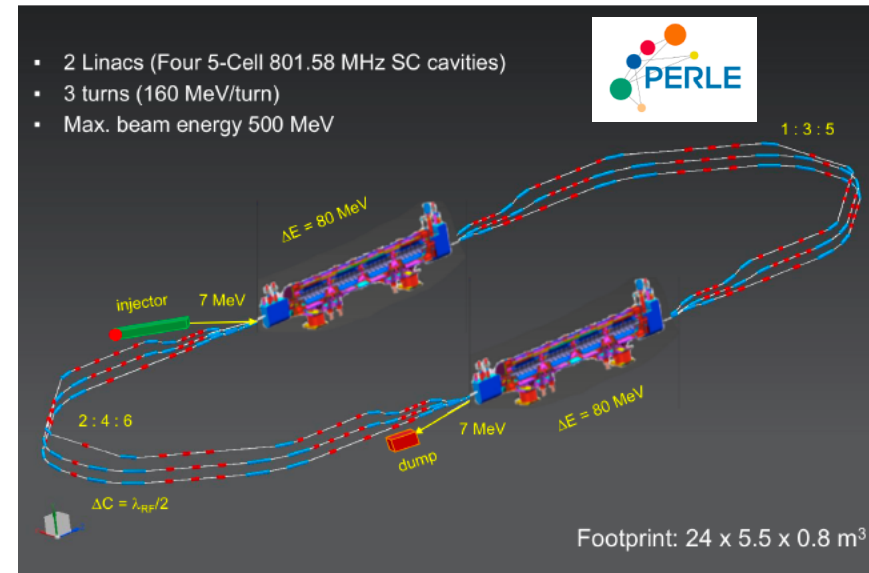 ▪ 2 Linacs (Four 5-Cell 801.58 MHz SC cavities)
▪ 3 turns (160 MeV/turn)
▪ Max. beam energy 500 MeV
PERLE
1 : 3 : 5
ΔE = 80 MeV
injector
7 MeV
2 : 4 : 6
7 MeV
ΔE = 80 MeV
dump
ΔC = λRF/2
Footprint: 24 x 5.5 x 0.8 m³